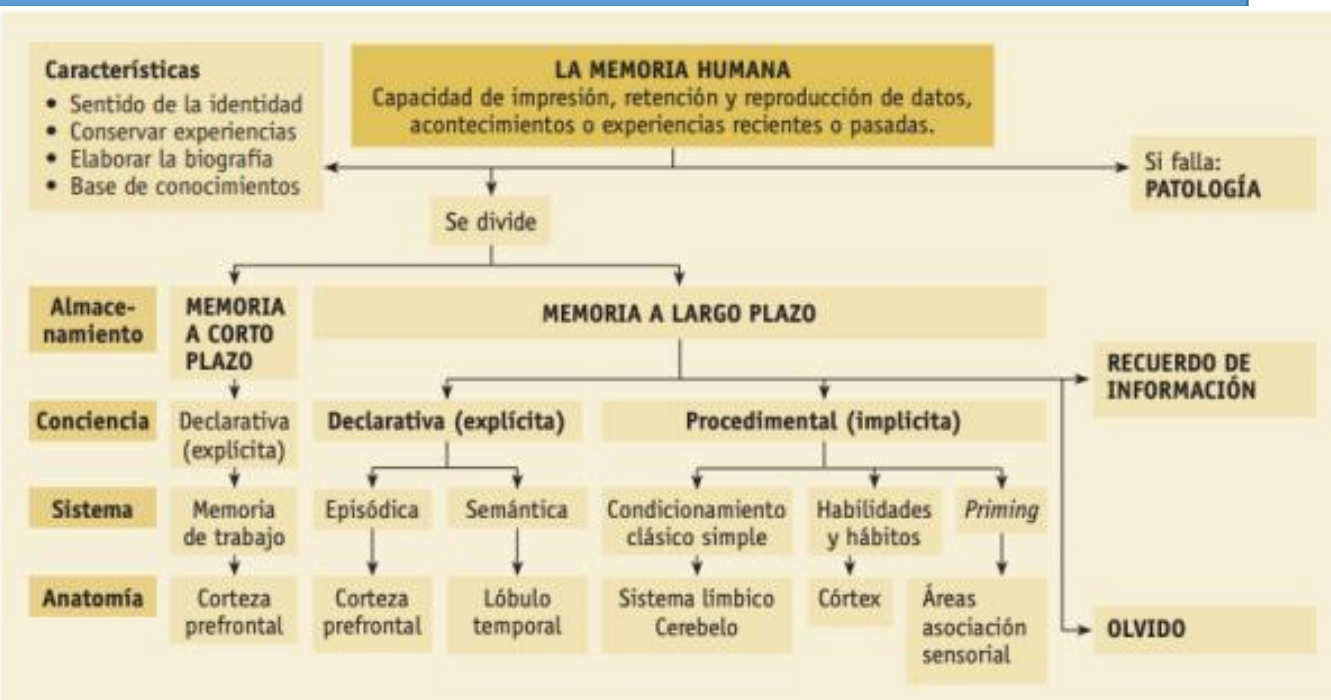 Características
• Sentido de la identidad
• Conservar experiencias
• Elaborar la biografía
• Base de conocimientos
LA MEMORIA HUMANA
Capacidad de impresión, retención y reproducción de datos,
acontecimientos o experiencias recientes o pasadas.
Si falla:
PATOLOGÍA
Se divide
Almace-
namiento
MEMORIA
A CORTO
PLAZO
MEMORIA A LARGO PLAZO
RECUERDO DE
INFORMACIÓN
Conciencia
Declarativa
(explícita)
Declarativa (explícita)
Procedimental (implicita)
Sistema
Memoria
de trabajo
Episódica
Semántica
Condicionamiento
clásico simple
Habilidades
y hábitos
Priming
Anatomía
Corteza
prefrontal
Corteza
prefrontal
Lóbulo
temporal
Sistema límbico
Cerebelo
Córtex
Áreas
asociación
sensorial
OLVIDO